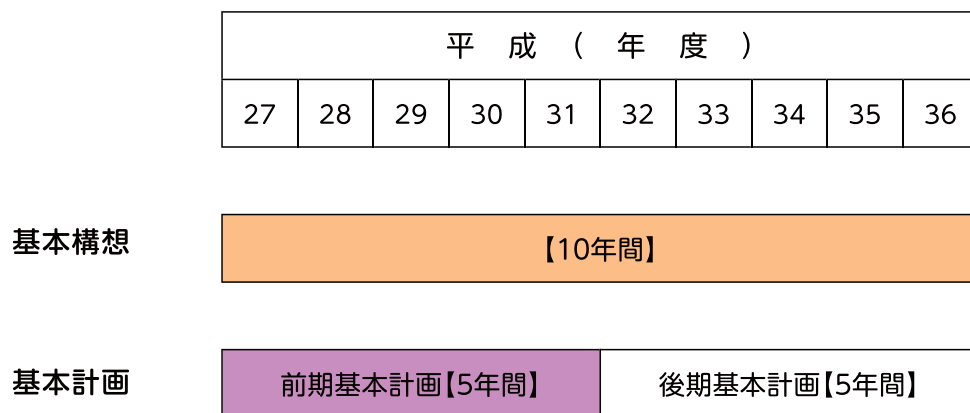 平成(年度)
27 28 29 30 31 32 33 34 35 36
基本構想 【10年間】
基本計画 前期基本計画【5年間】 後期基本計画【5年間】